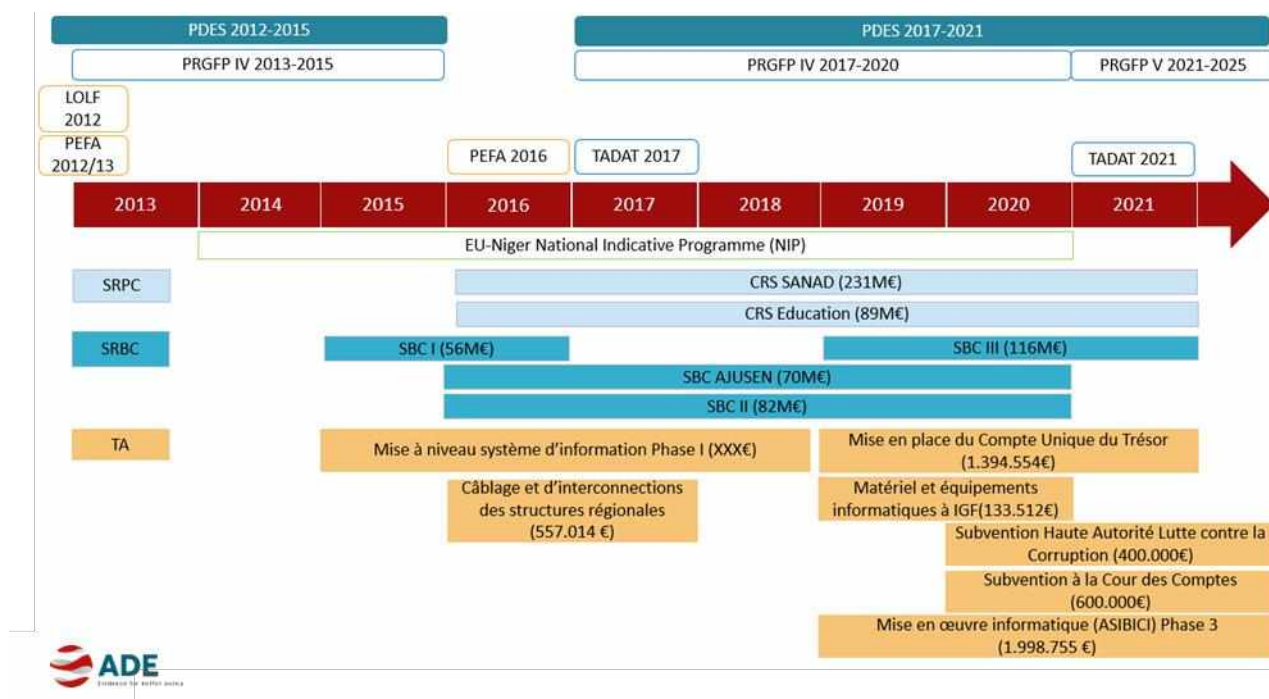 PDES 2012-2015
PDES 2017-2021
PRGFP IV 2013-2015
PRGFP IV 2017-2020
PRGFP V 2021-2025
LOLF
2012
PEFA
2012/13
PEFA 2016
TADAT 2017
TADAT 2021
2013
2014
2015
2016
2017
2018
2019
2020
2021
EU-Niger National Indicative Programme (NIP)
SRPC
CRS SANAD (231M€)
CRS Education (89M€)
SRBC
SBC I (56M€)
SBC III (116M€)
SBC AJUSEN (70M€)
SBC II (82M€)
TA
Mise à niveau système d'information Phase I (XXX€)
Mise en place du Compte Unique du Trésor
(1.394.554€)
Câblage et d'interconnections
des structures régionales
(557.014 €)
Matériel et équipements
informatiques à IGF(133.512€)
Subvention Haute Autorité Lutte contre la
Corruption (400.000€)
Subvention à la Cour des Comptes
(600.000€)
Mise en œuvre informatique (ASIBICI) Phase 3
(1.998.755 €)
ADE